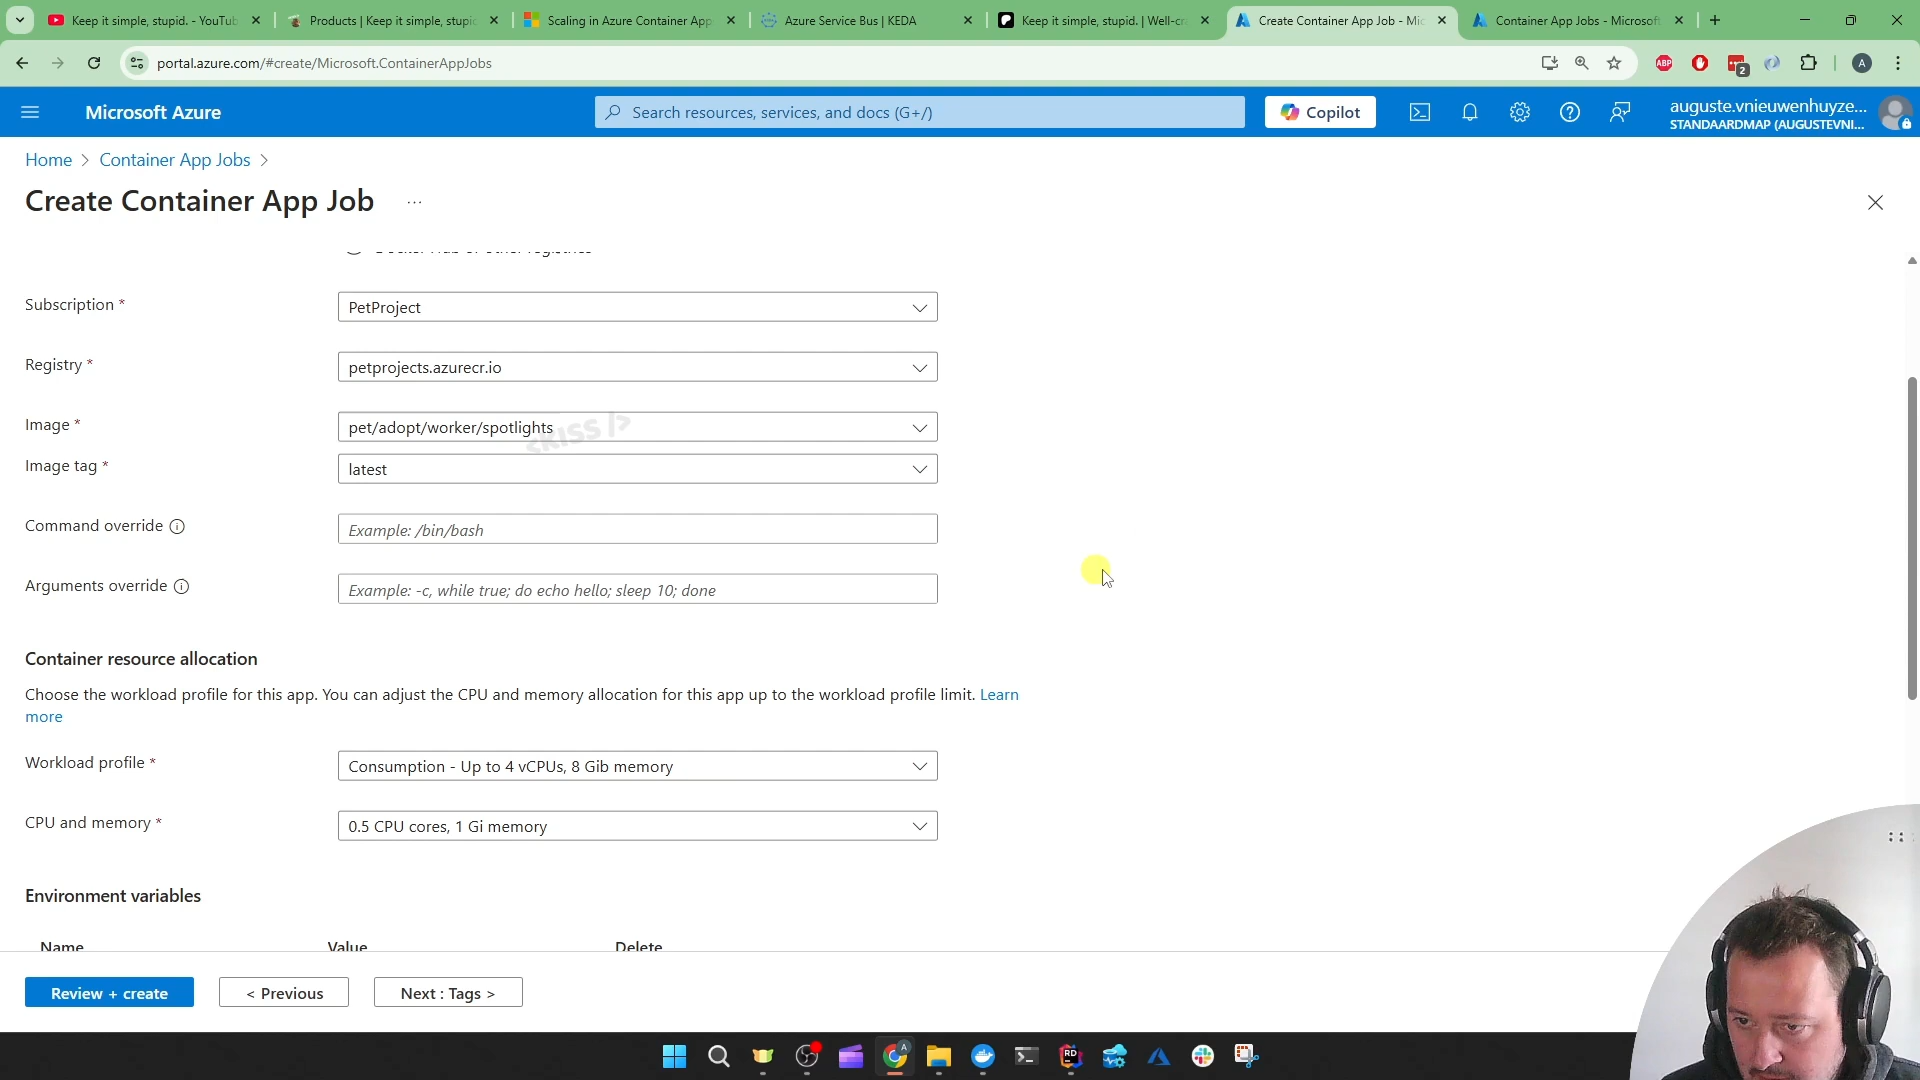 Keep it simple, stupid. - YouTub
Products | Keep it simple, stupid
Scaling in Azure Container App
Azure Service Bus | KEDA
Keep it simple, stupid. | Well-cr
Create Container App Job - Mic
Container App Jobs - Microsoft
portal.azure.com/#create/Microsoft.ContainerAppJobs
ABP
2
A
Microsoft Azure
Search resources, services, and docs (G+/)
Copilot
auguste.vnieuwenhuyze...
STANDAARDMAP (AUGUSTEVNI...
Home > Container App Jobs >
Create Container App Job ...
Subscription *
PetProject
Registry *
petprojects.azurecr.io
Image *
pet/adopt/worker/spotlights
<KISS />
Image tag *
latest
Command override
Example: /bin/bash
Arguments override
Example: -c, while true; do echo hello; sleep 10; done
Container resource allocation
Choose the workload profile for this app. You can adjust the CPU and memory allocation for this app up to the workload profile limit. Learn
more
Workload profile *
Consumption - Up to 4 vCPUs, 8 Gib memory
CPU and memory *
0.5 CPU cores, 1 Gi memory
Environment variables
Name Value Delete
Review + create
< Previous
Next : Tags >
A
RD